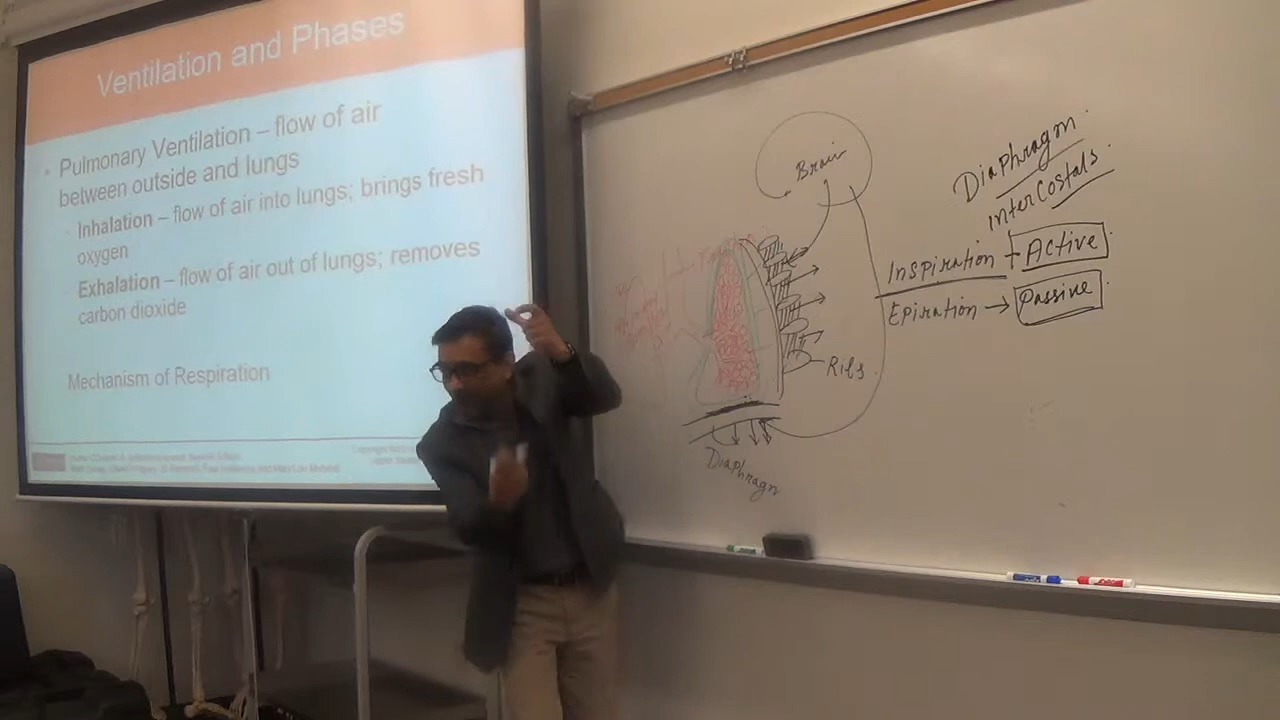 Ventilation and Phases
• Pulmonary Ventilation – flow of air
between outside and lungs
Inhalation – flow of air into lungs; brings fresh
oxygen
Exhalation – flow of air out of lungs; removes
carbon dioxide
Mechanism of Respiration
Brain
Diaphragm
InterCostals.
Inspiration → Active
Epiration → Passive
Ribs
Diaphragn